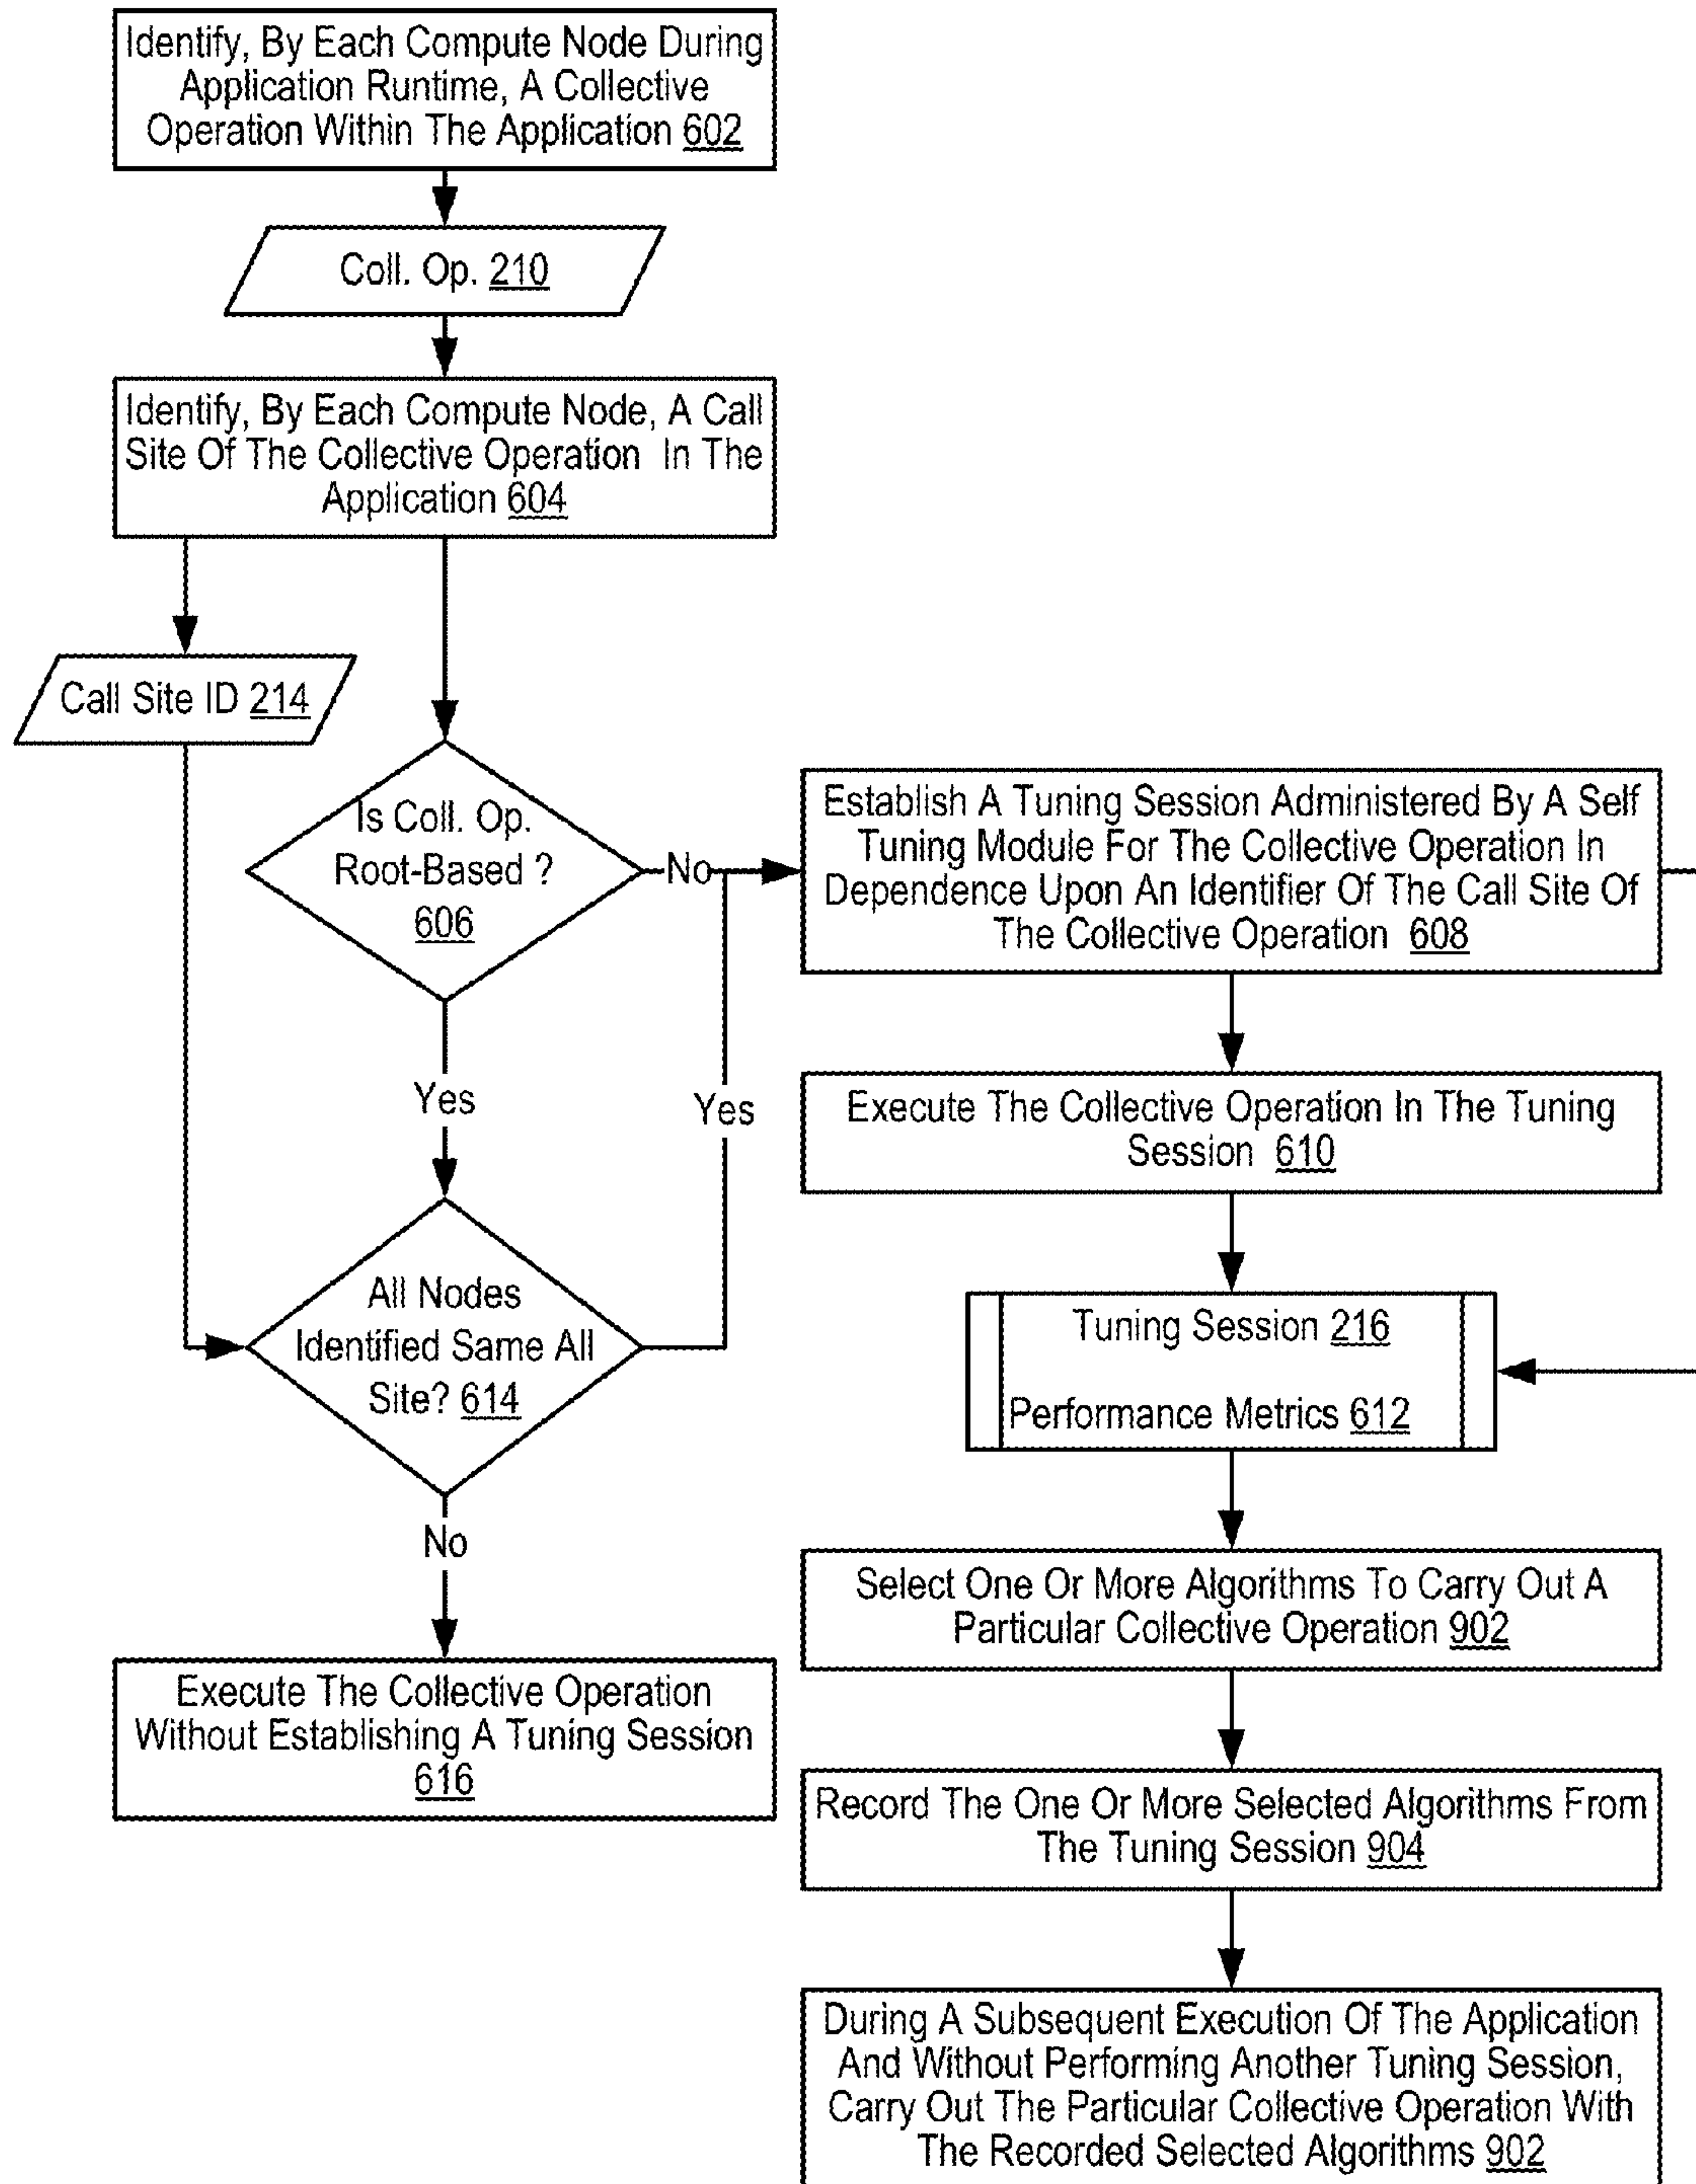 Identify, By Each Compute Node During
Application Runtime, A Collective
Operation Within The Application 602
Coll. Op. 210
Identify, By Each Compute Node, A Call
Site Of The Collective Operation In The
Application 604
Call Site ID 214
Is Coll. Op.
Root-Based ?
606
No
Yes
Yes
All Nodes
Identified Same All
Site? 614
No
Execute The Collective Operation
Without Establishing A Tuning Session
616
Establish A Tuning Session Administered By A Self
Tuning Module For The Collective Operation In
Dependence Upon An Identifier Of The Call Site Of
The Collective Operation 608
Execute The Collective Operation In The Tuning
Session 610
Tuning Session 216
Performance Metrics 612
Select One Or More Algorithms To Carry Out A
Particular Collective Operation 902
Record The One Or More Selected Algorithms From
The Tuning Session 904
During A Subsequent Execution Of The Application
And Without Performing Another Tuning Session,
Carry Out The Particular Collective Operation With
The Recorded Selected Algorithms 902